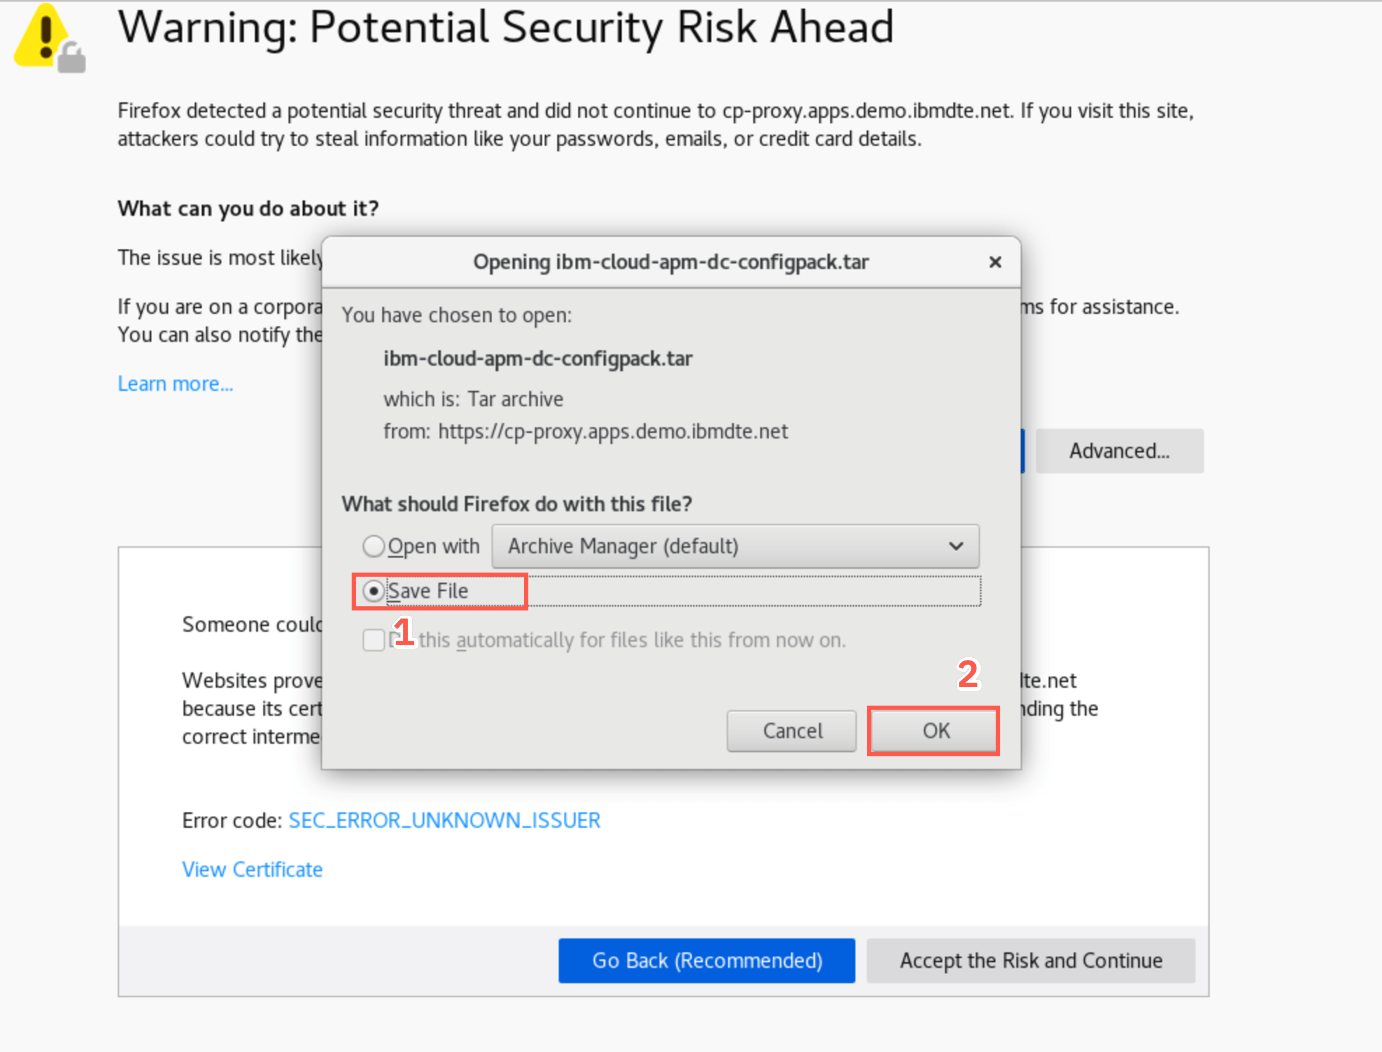 Warning: Potential Security Risk Ahead
Firefox detected a potential security threat and did not continue to cp-proxy.apps.demo.ibmdte.net. If you visit this site,
attackers could try to steal information like your passwords, emails, or credit card details.
What can you do about it?
The issue is most likely
If you are on a corpora
ms for assistance.
You can also notify the
Learn more...
Advanced...
Opening ibm-cloud-apm-dc-configpack.tar
You have chosen to open:
ibm-cloud-apm-dc-configpack.tar
which is: Tar archive
from: https://cp-proxy.apps.demo.ibmdte.net
What should Firefox do with this file?
Open with
Archive Manager (default)
Save File
1
this automatically for files like this from now on.
2
Cancel
OK
Someone could
Websites prove
dte.net
because its cert
nding the
correct interme
Error code: SEC_ERROR_UNKNOWN_ISSUER
View Certificate
Go Back (Recommended)
Accept the Risk and Continue